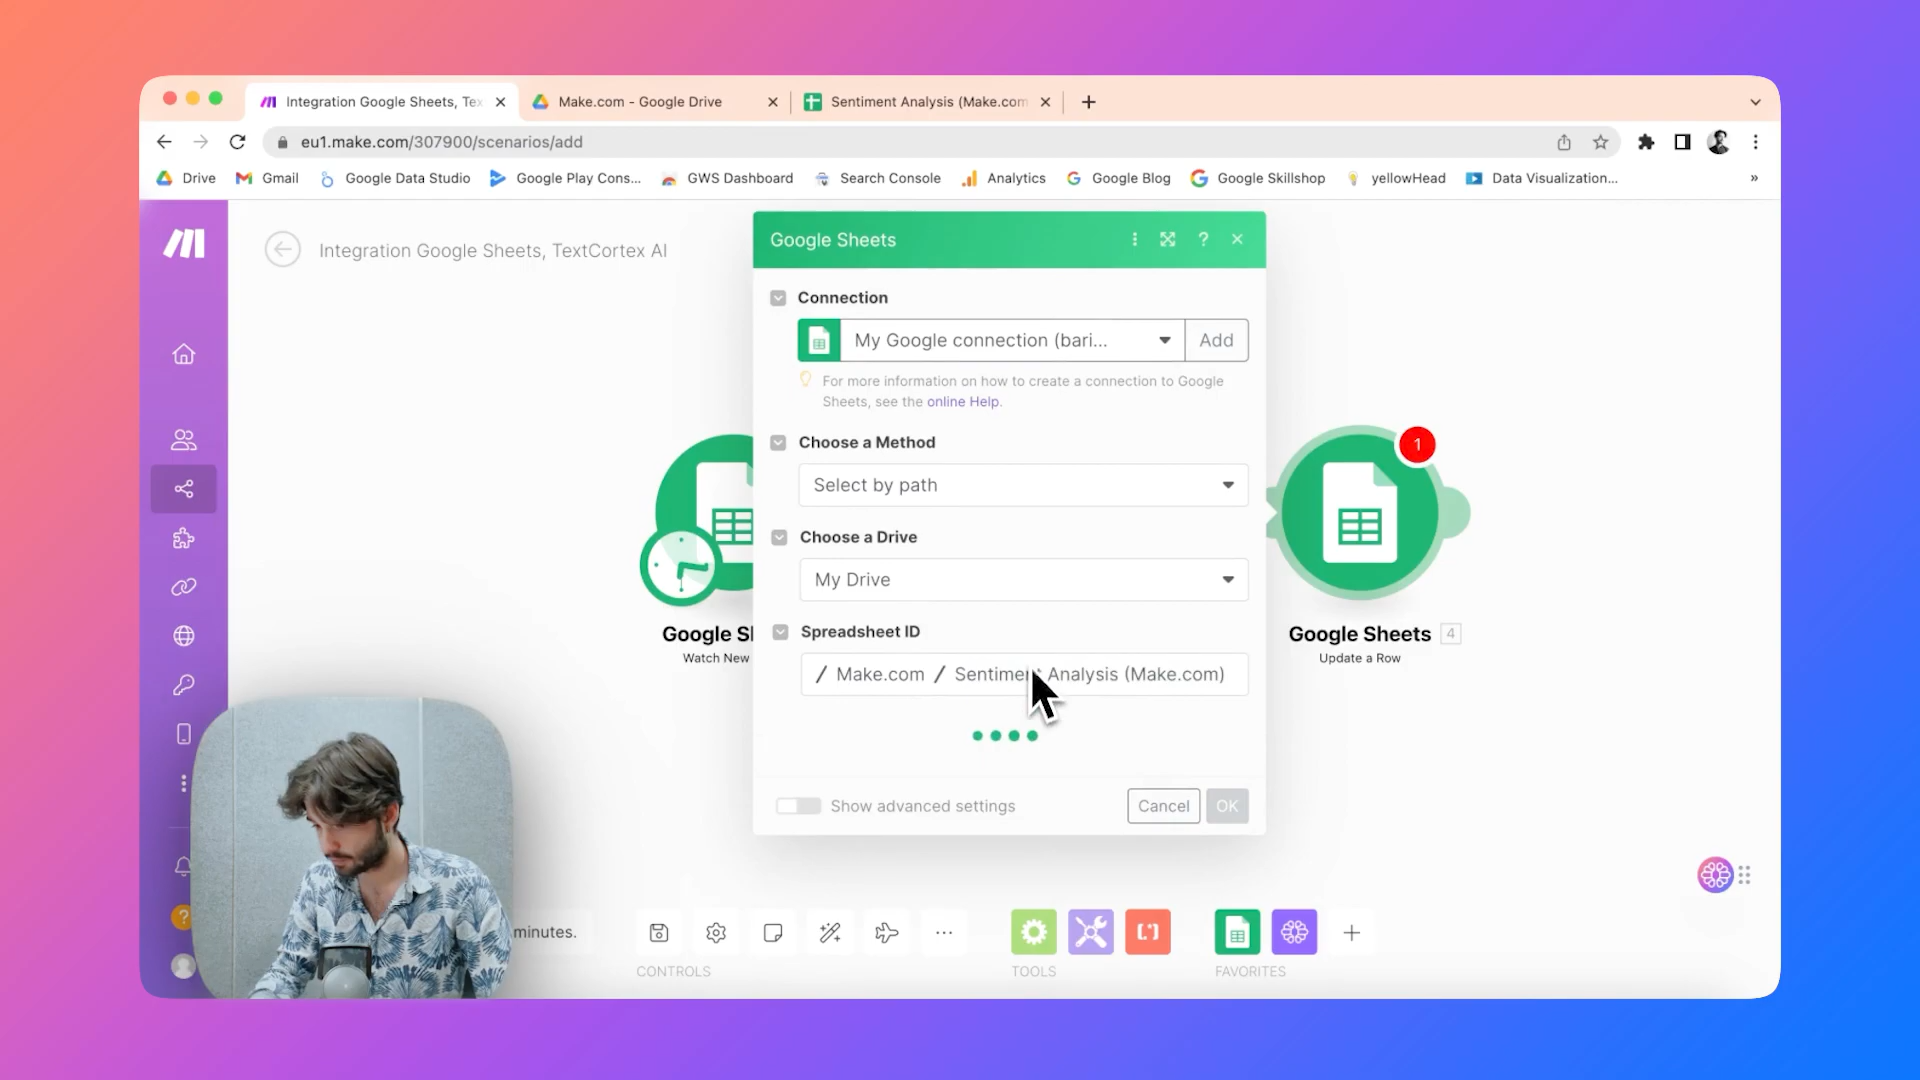 Integration Google Sheets, Tex
Make.com - Google Drive
Sentiment Analysis (Make.com
eu1.make.com/307900/scenarios/add
Drive
Gmail
Google Data Studio
Google Play Cons...
GWS Dashboard
Search Console
Analytics
Google Blog
Google Skillshop
yellowHead
Data Visualization...
»
Integration Google Sheets, TextCortex AI
Google Sheets
?
Connection
My Google connection (bari...
Add
For more information on how to create a connection to Google
Sheets, see the online Help.
Choose a Method
Select by path
Choose a Drive
My Drive
Spreadsheet ID
/ Make.com / Sentiment Analysis (Make.com)
Show advanced settings
Cancel
OK
Google S
Watch New
1
Google Sheets
4
Update a Row
?
minutes.
CONTROLS
TOOLS
FAVORITES